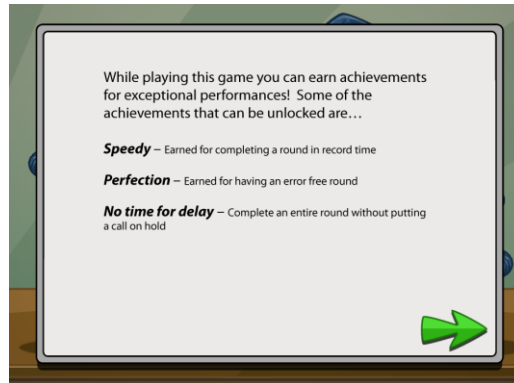 While playing this game you can earn achievements
for exceptional performances!  Some of the
achievements that can be unlocked are…
Speedy – Earned for completing a round in record time
Perfection – Earned for having an error free round
No time for delay – Complete an entire round without putting
a call on hold